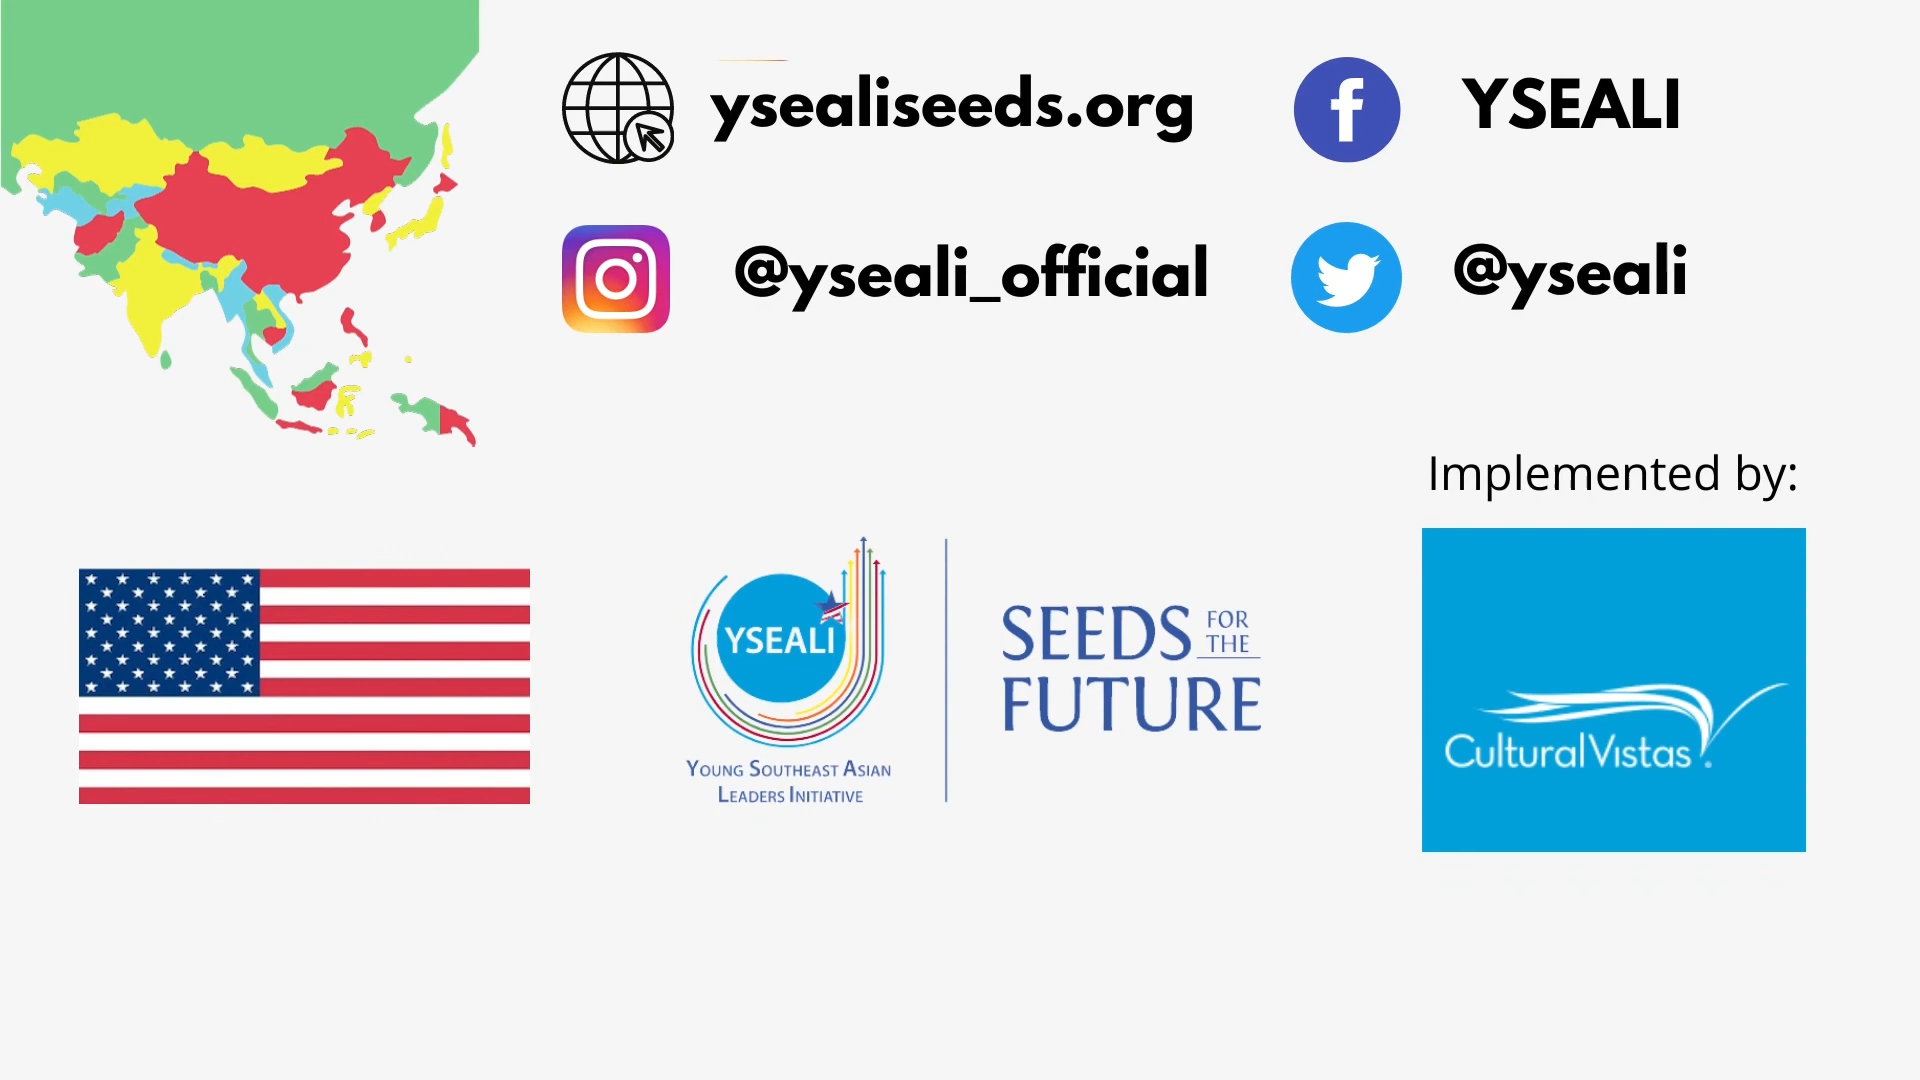 ysealiseeds.org
YSEALI
@yseali_official
@yseali
Implemented by:
YSEALI
YOUNG SOUTHEAST ASIAN
LEADERS INITIATIVE
SEEDS FOR THE
FUTURE
CulturalVistas